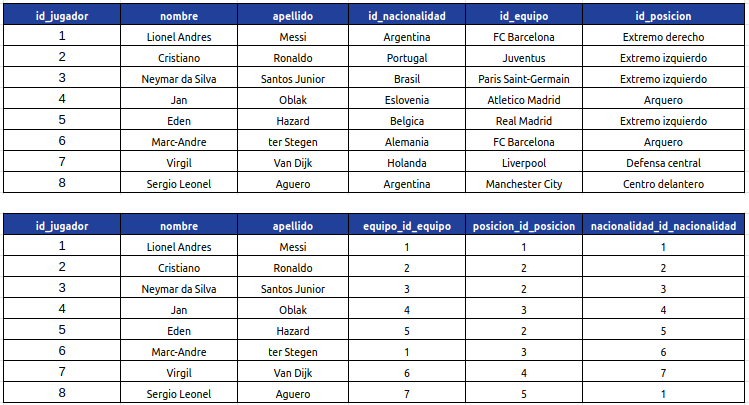 id_jugador nombre apellido id_nacionalidad id_equipo id_posicion
1 Lionel Andres Messi Argentina FC Barcelona Extremo derecho
2 Cristiano Ronaldo Portugal Juventus Extremo izquierdo
3 Neymar da Silva Santos Junior Brasil Paris Saint-Germain Extremo izquierdo
4 Jan Oblak Eslovenia Atletico Madrid Arquero
5 Eden Hazard Belgica Real Madrid Extremo izquierdo
6 Marc-Andre ter Stegen Alemania FC Barcelona Arquero
7 Virgil Van Dijk Holanda Liverpool Defensa central
8 Sergio Leonel Aguero Argentina Manchester City Centro delantero
id_jugador nombre apellido equipo_id_equipo posicion_id_posicion nacionalidad_id_nacionalidad
1 Lionel Andres Messi 1 1 1
2 Cristiano Ronaldo 2 2 2
3 Neymar da Silva Santos Junior 3 2 3
4 Jan Oblak 4 3 4
5 Eden Hazard 5 2 5
6 Marc-Andre ter Stegen 1 3 6
7 Virgil Van Dijk 6 4 7
8 Sergio Leonel Aguero 7 5 1